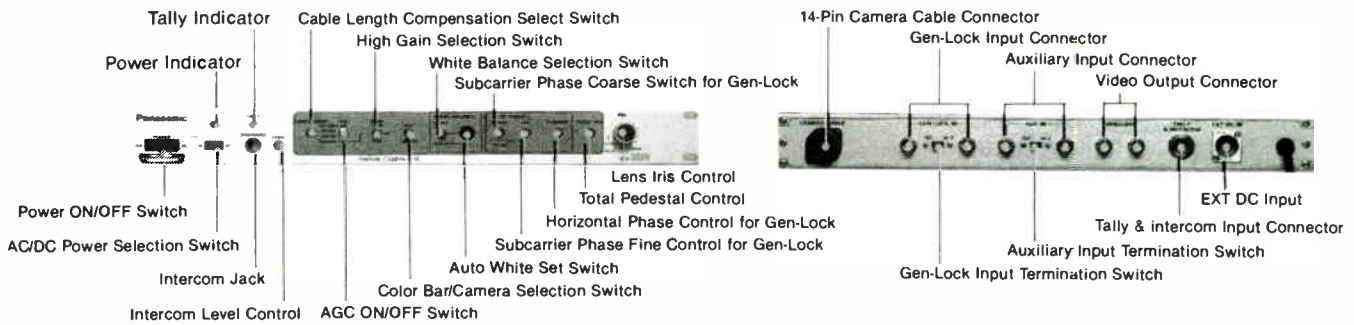 Tally Indicator
Cable Length Compensation Select Switch
High Gain Selection Switch
Power Indicator
White Balance Selection Switch
Subcarrier Phase Coarse Switch for Gen-Lock
Panasonic
Lens Iris Control
Total Pedestal Control
Power ON/OFF Switch
Horizontal Phase Control for Gen-Lock
AC/DC Power Selection Switch
Subcarrier Phase Fine Control for Gen-Lock
Auto White Set Switch
Intercom Jack
Color Bar/Camera Selection Switch
Intercom Level Control
AGC ON/OFF Switch
14-Pin Camera Cable Connector
Gen-Lock Input Connector
Auxiliary Input Connector
Video Output Connector
EXT DC Input
Tally & intercom Input Connector
Auxiliary Input Termination Switch
Gen-Lock Input Termination Switch